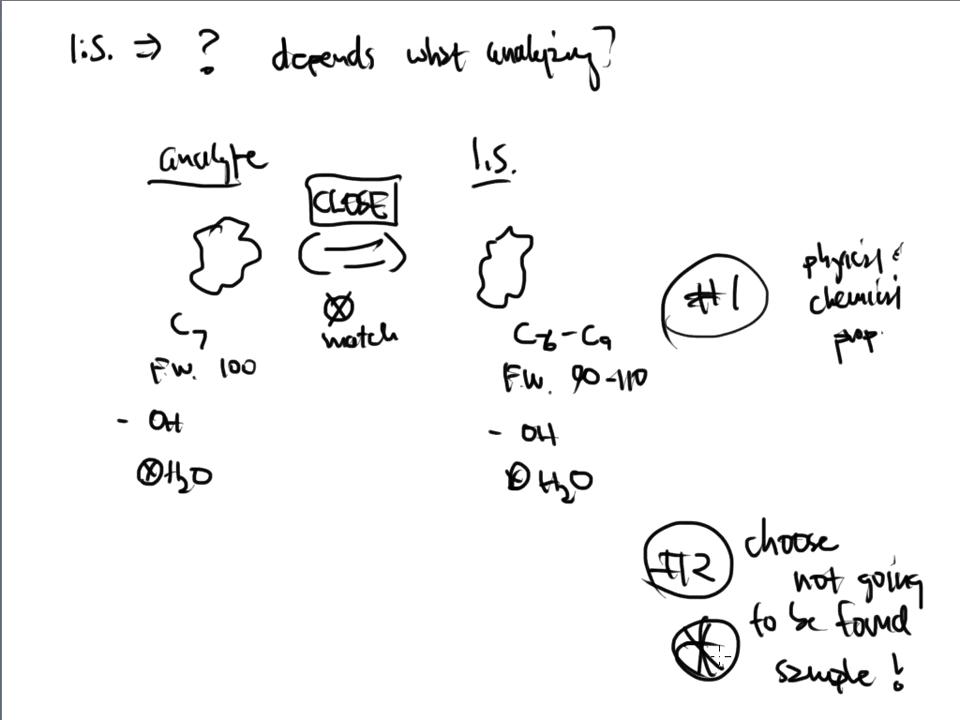 I.S. ⇒ ? depends what analyzing?
analyte
I.S.
CLOSE
match
C7
F.W. 100
- OH
ⓧ H2O
C6-C9
F.W. 90-110
- OH
ⓧ H2O
#1
physical &
chemical
prop.
#2 choose
not going
to be found
sample!